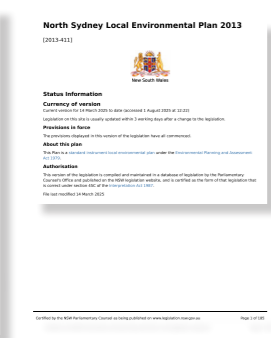 North Sydney Local Environmental Plan 2013
[2013-411]
New South Wales
Status Information
Currency of version
Current version for 14 March 2025 to date (accessed 1 August 2025 at 12:22)
Legislation on this site is usually updated within 3 working days after a change to the legislation.
Provisions in force
The provisions displayed in this version of the legislation have all commenced.
About this plan
This Plan is a standard instrument local environmental plan under the Environmental Planning and Assessment
Act 1979.
Authorisation
This version of the legislation is compiled and maintained in a database of legislation by the Parliamentary
Counsel's Office and published on the NSW legislation website, and is certified as the form of that legislation that
is correct under section 45C of the Interpretation Act 1987.
File last modified 14 March 2025
Certified by the NSW Parliamentary Counsel as being published on www.legislation.nsw.gov.au